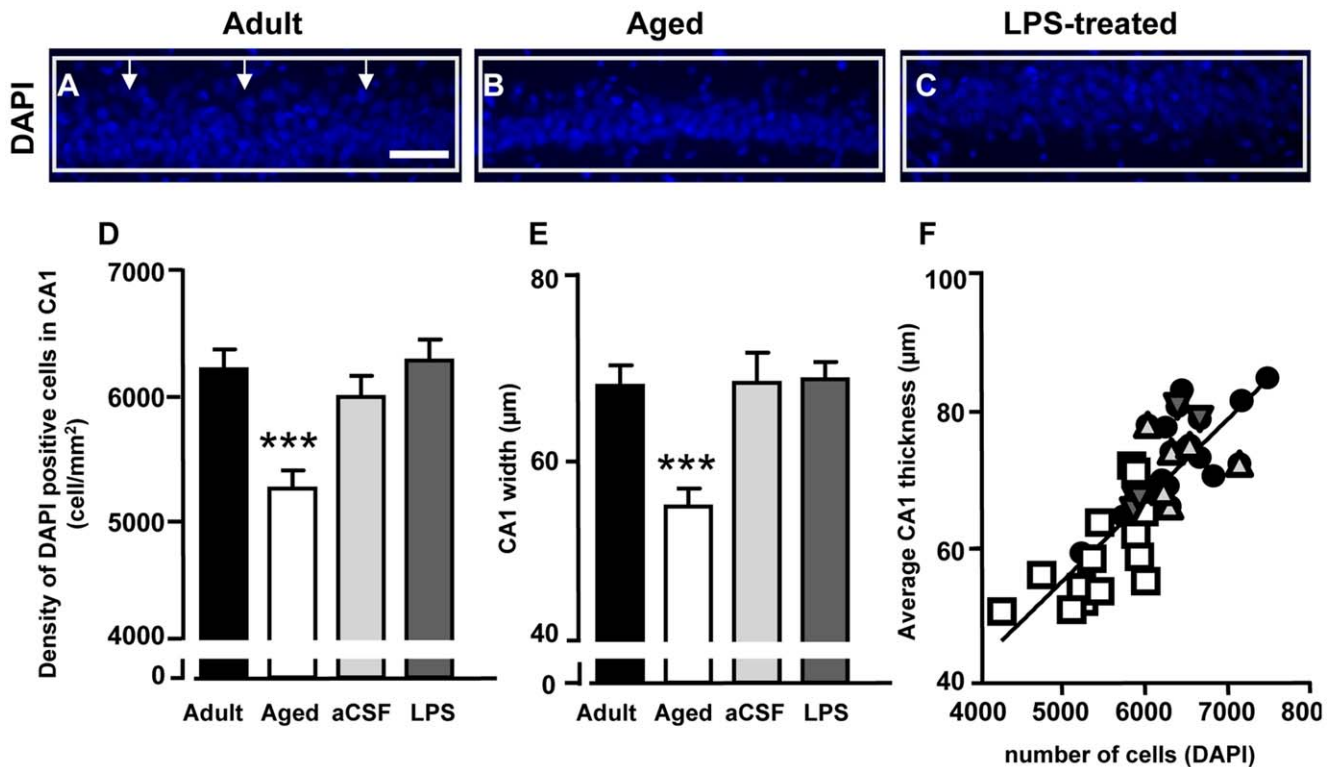 Adult
Aged
LPS-treated
DAPI
A
B
C
D
E
F
Density of DAPI positive cells in CA1
(cell/mm²)
7000
6000
5000
4000
0
***
Adult Aged aCSF LPS
CA1 width (µm)
80
60
40
0
***
Adult Aged aCSF LPS
Average CA1 thickness (µm)
100
80
60
40
4000 5000 6000 7000 800
number of cells (DAPI)